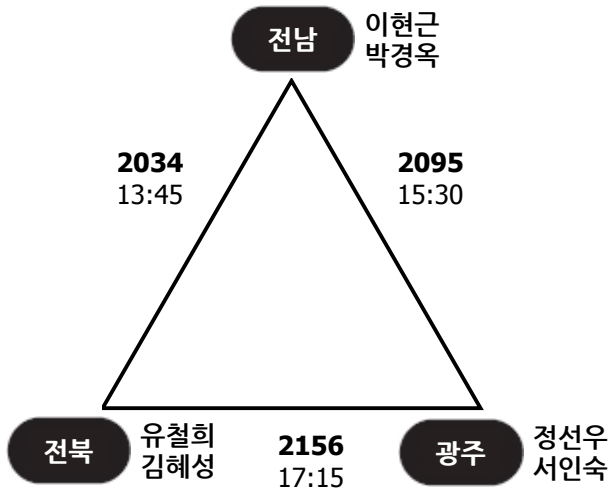 전남
이현근
박경옥
2034
13:45
2095
15:30
전북
유철희
김혜성
2156
17:15
광주
정선우
서인숙